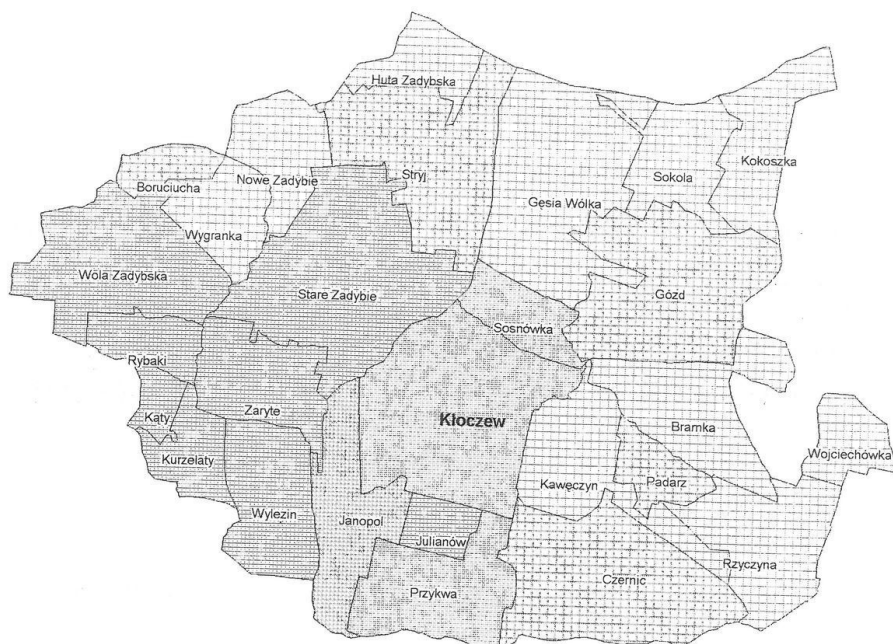 Huta Zadybska
Kokoszka
Stryj
Sokola
Nowe Zadybie
Boruciucha
Gęsia Wólka
Wygranka
Wola Zadybska
Stare Zadybie
Gózd
Sosnówka
Rybaki
Kąty
Zaryte
Kłoczew
Bramka
Wojciechówka
Kurzelaty
Padarz
Kawęczyn
Wylezin
Janopol
Julianów
Rzyczyna
Czernic
Przykwa